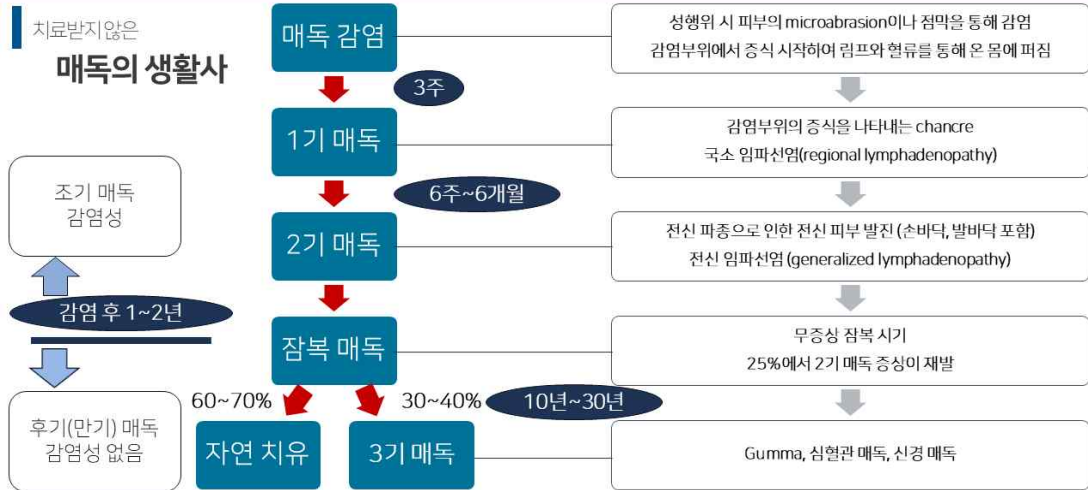 치료받지 않은
매독의 생활사
매독 감염
성행위 시 피부의 microabrasion이나 점막을 통해 감염
감염부위에서 증식 시작하여 림프와 혈류를 통해 온 몸에 퍼짐
3주
1기 매독
감염부위의 증식을 나타내는 chancre
국소 임파선염(regional lymphadenopathy)
6주~6개월
조기 매독
감염성
2기 매독
전신 파종으로 인한 전신 피부 발진 (손바닥, 발바닥 포함)
전신 임파선염 (generalized lymphadenopathy)
감염 후 1~2년
잠복 매독
무증상 잠복 시기
25%에서 2기 매독 증상이 재발
60~70%
30~40%
10년~30년
후기(만기) 매독
감염성 없음
자연 치유
3기 매독
Gumma, 심혈관 매독, 신경 매독